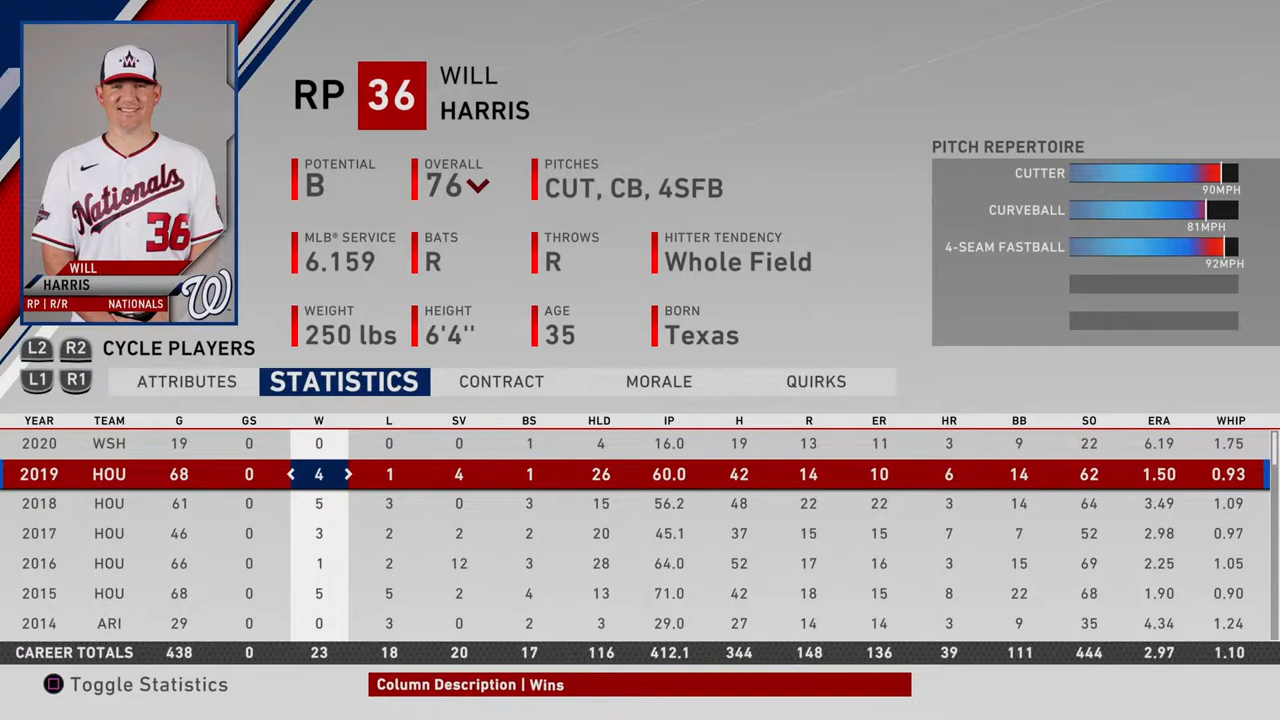 RP 36 WILL HARRIS
POTENTIAL B
OVERALL 76
PITCHES CUT, CB, 4SFB
MLB® SERVICE 6.159
BATS R
THROWS R
HITTER TENDENCY Whole Field
WEIGHT 250 lbs
HEIGHT 6'4''
AGE 35
BORN Texas
PITCH REPERTOIRE
CUTTER 90MPH
CURVEBALL 81MPH
4-SEAM FASTBALL 92MPH
Nationals
36
WILL
HARRIS
RP | R/R NATIONALS
W
L2 R2 CYCLE PLAYERS
L1 R1 ATTRIBUTES STATISTICS CONTRACT MORALE QUIRKS
YEAR TEAM G GS W L SV BS HLD IP H R ER HR BB SO ERA WHIP
2020 WSH 19 0 0 0 0 1 4 16.0 19 13 11 3 9 22 6.19 1.75
2019 HOU 68 0 4 1 4 1 26 60.0 42 14 10 6 14 62 1.50 0.93
2018 HOU 61 0 5 3 0 3 15 56.2 48 22 22 3 14 64 3.49 1.09
2017 HOU 46 0 3 2 2 2 20 45.1 37 15 15 7 7 52 2.98 0.97
2016 HOU 66 0 1 2 12 3 28 64.0 52 17 16 3 15 69 2.25 1.05
2015 HOU 68 0 5 5 2 4 13 71.0 42 18 15 8 22 68 1.90 0.90
2014 ARI 29 0 0 3 0 2 3 29.0 27 14 14 3 9 35 4.34 1.24
CAREER TOTALS 438 0 23 18 20 17 116 412.1 344 148 136 39 111 444 2.97 1.10
Toggle Statistics
Column Description | Wins